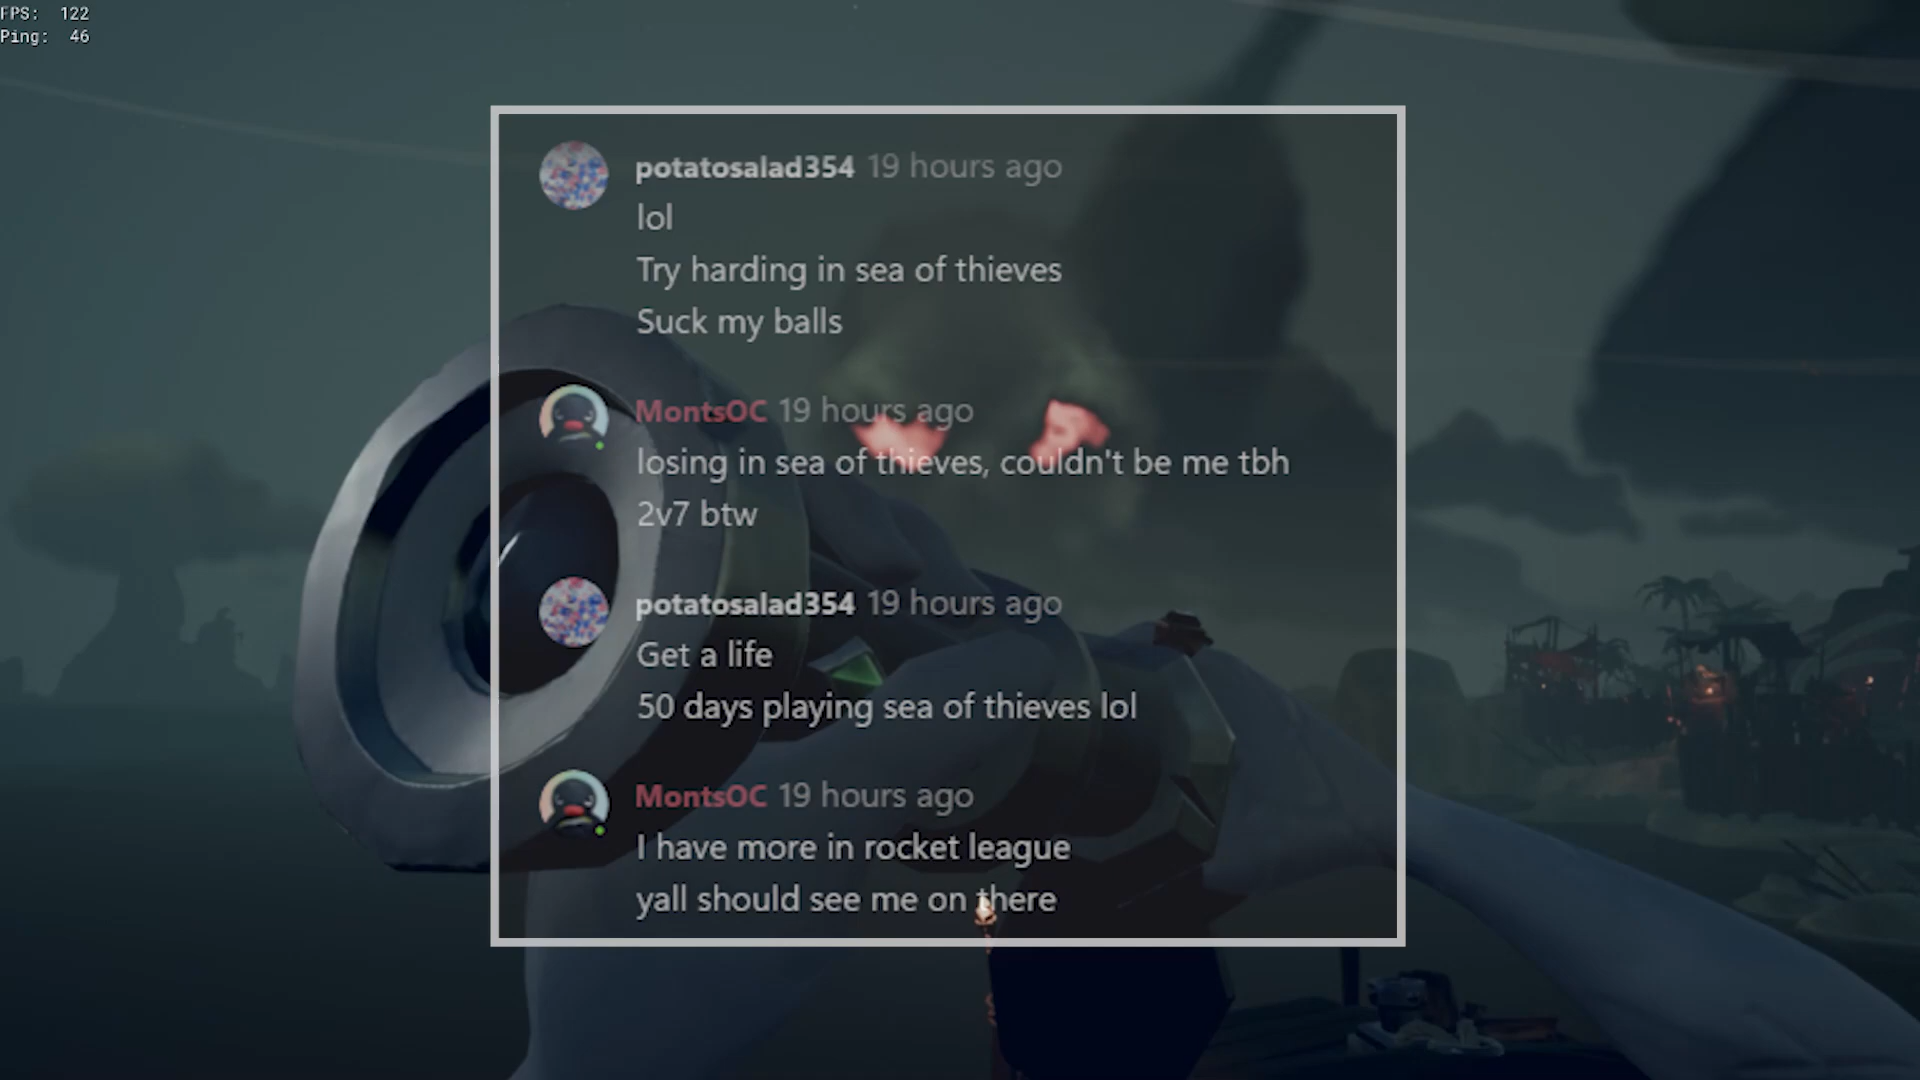 FPS: 122
Ping: 46
potatosalad354 19 hours ago
lol
Try harding in sea of thieves
Suck my balls
MontsOC 19 hours ago
losing in sea of thieves, couldn't be me tbh
2v7 btw
potatosalad354 19 hours ago
Get a life
50 days playing sea of thieves lol
MontsOC 19 hours ago
I have more in rocket league
yall should see me on there